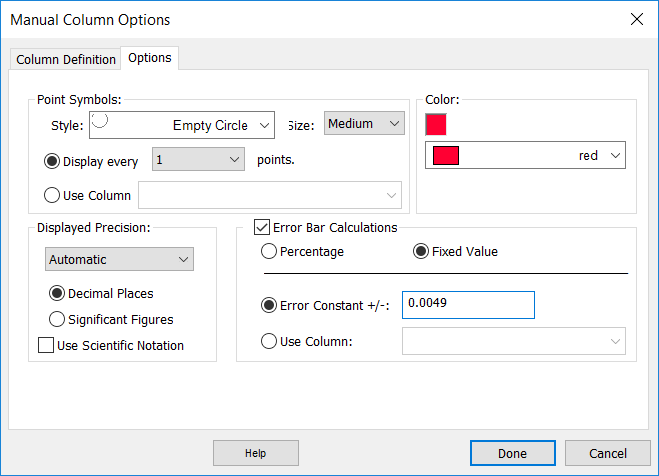 Manual Column Options
Column Definition Options
Point Symbols:
Style: Empty Circle Size: Medium
Display every 1 points.
Use Column
Color:
red
Displayed Precision:
Automatic
Decimal Places
Significant Figures
Use Scientific Notation
Error Bar Calculations
Percentage Fixed Value
Error Constant +/-: 0.0049
Use Column:
Help Done Cancel